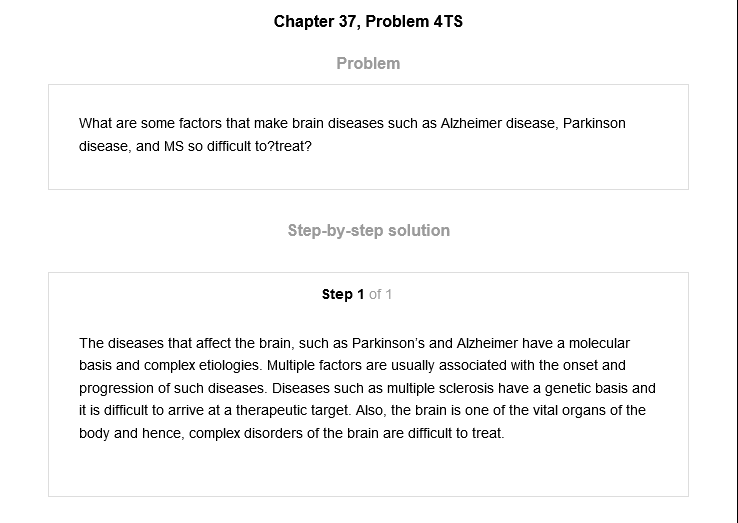 Chapter 37, Problem 4TS
Problem
What are some factors that make brain diseases such as Alzheimer disease, Parkinson
disease, and MS so difficult to?treat?
Step-by-step solution
Step 1 of 1
The diseases that affect the brain, such as Parkinson's and Alzheimer have a molecular
basis and complex etiologies. Multiple factors are usually associated with the onset and
progression of such diseases. Diseases such as multiple sclerosis have a genetic basis and
it is difficult to arrive at a therapeutic target. Also, the brain is one of the vital organs of the
body and hence, complex disorders of the brain are difficult to treat.